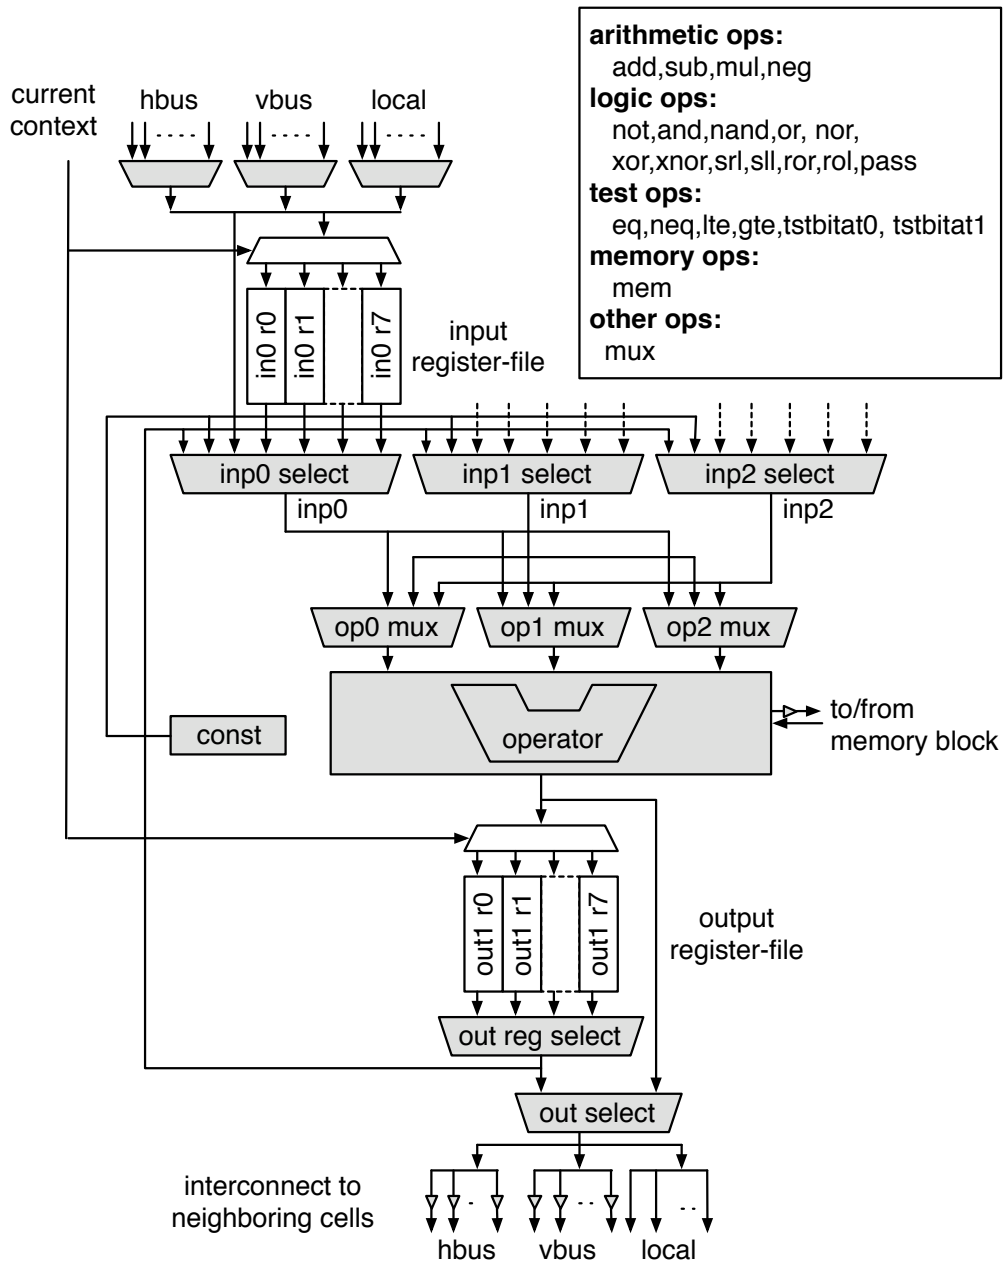 arithmetic ops:
add,sub,mul,neg
logic ops:
not,and,nand,or, nor,
xor,xnor,srl,sll,ror,rol,pass
test ops:
eq,neq,lte,gte,tstbitat0, tstbitat1
memory ops:
mem
other ops:
mux
current
context
hbus
vbus
local
in0 r0
in0 r1
in0 r7
input
register-file
inp0 select
inp1 select
inp2 select
inp0
inp1
inp2
op0 mux
op1 mux
op2 mux
const
operator
to/from
memory block
out1 r0
out1 r1
out1 r7
output
register-file
out reg select
out select
interconnect to
neighboring cells
hbus
vbus
local